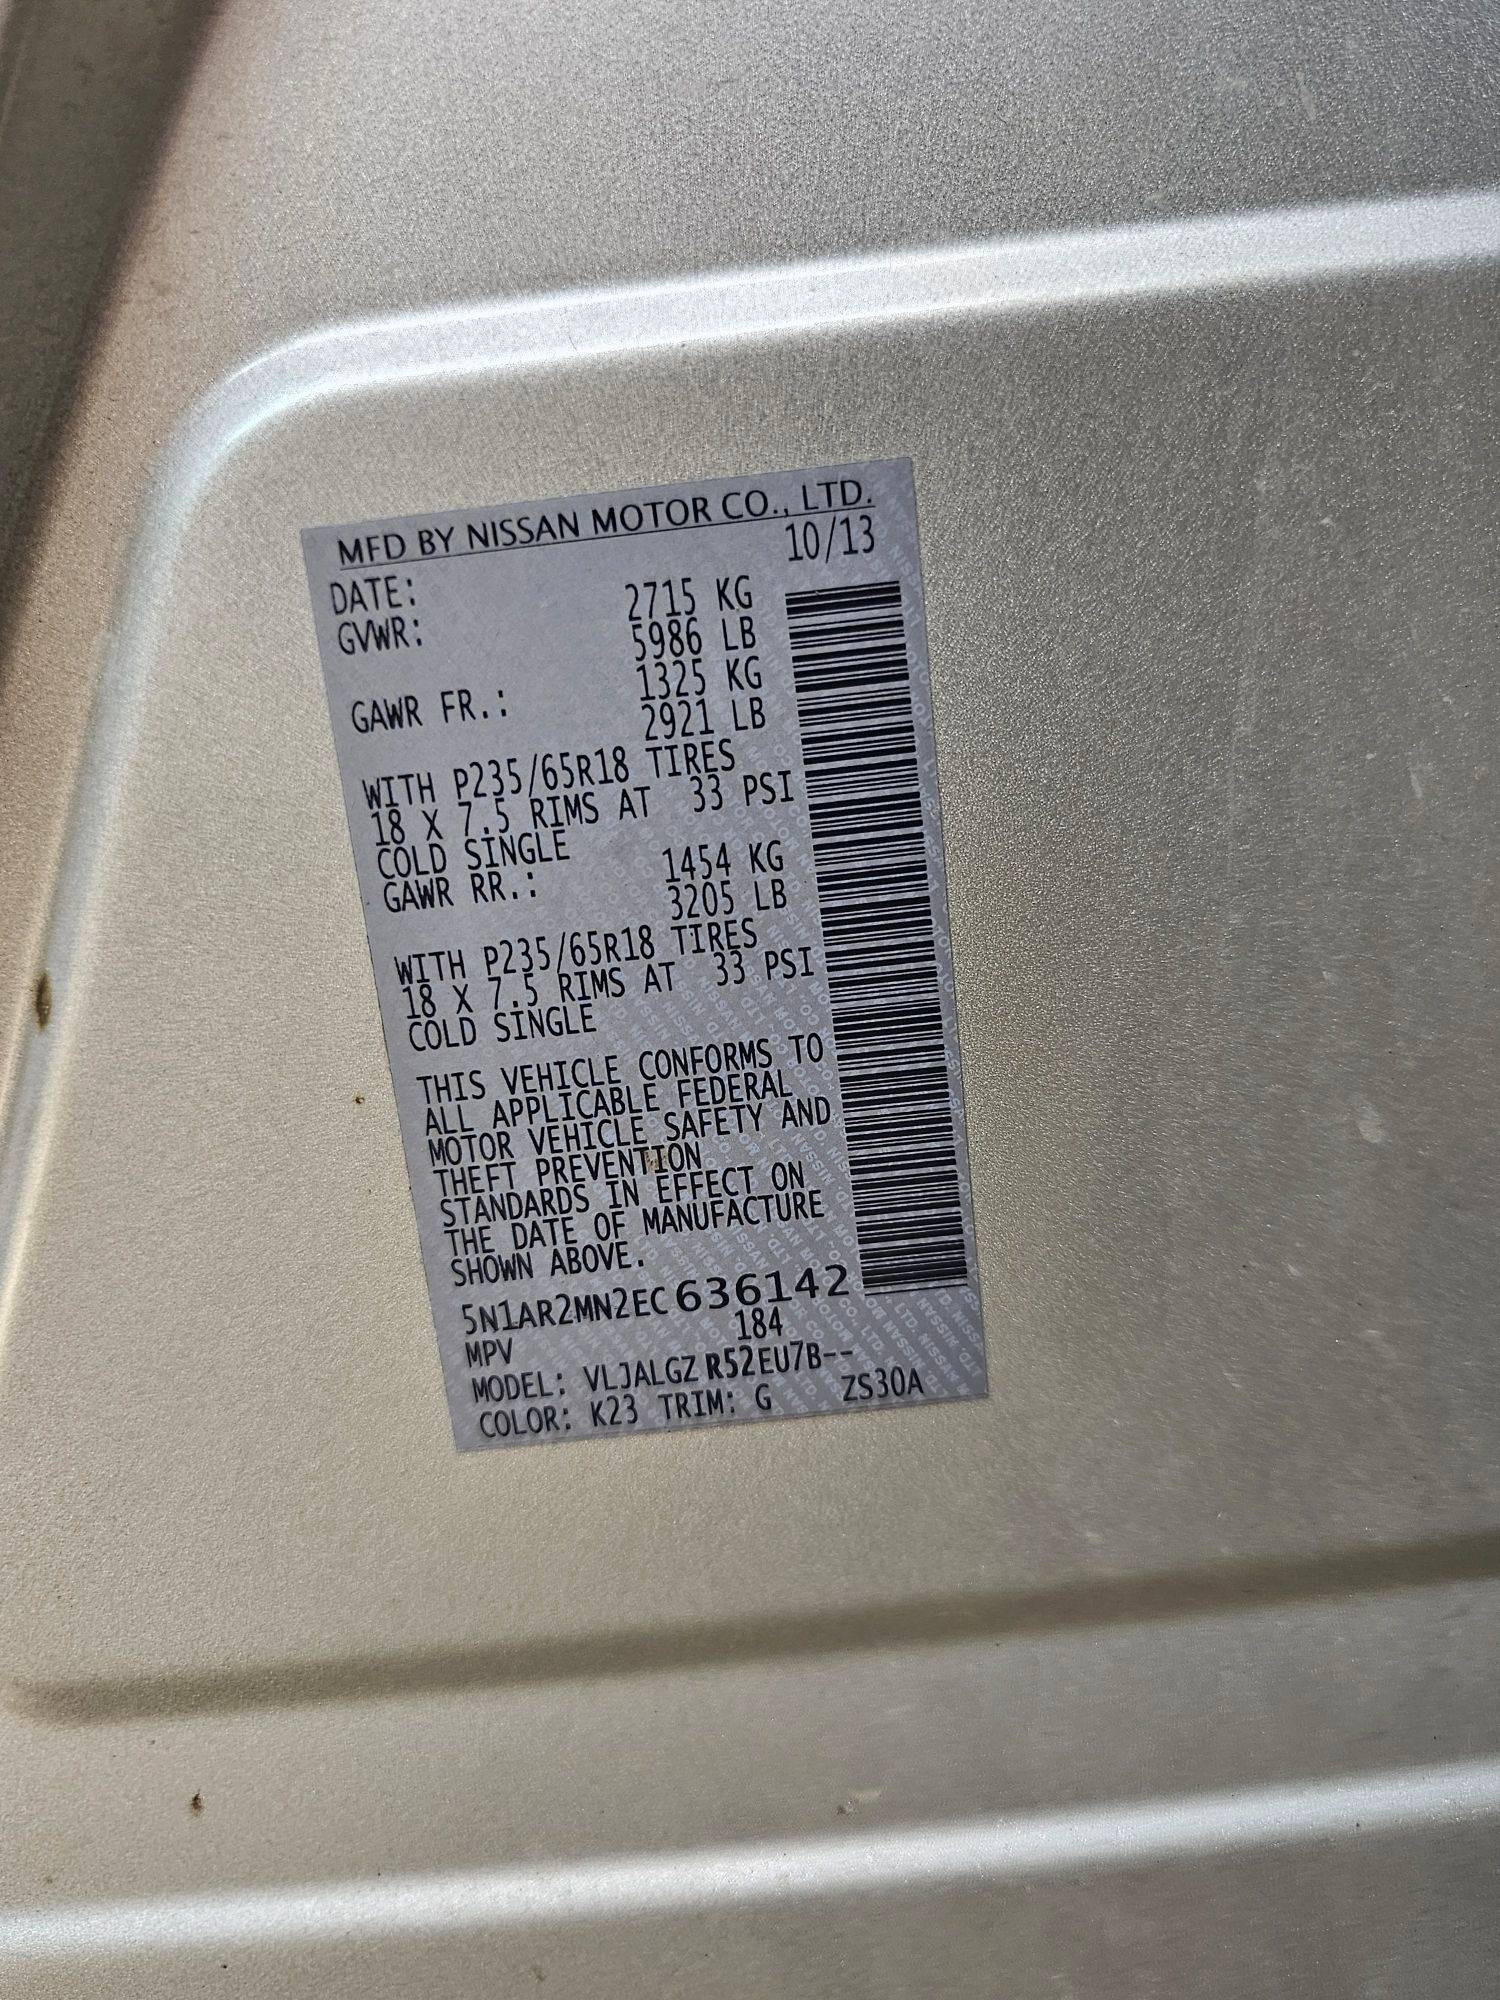 MFD BY NISSAN MOTOR CO., LTD.
DATE: 10/13
GVWR: 2715 KG
5986 LB
GAWR FR.: 1325 KG
2921 LB
WITH P235/65R18 TIRES
18 X 7.5 RIMS AT 33 PSI
COLD SINGLE
GAWR RR.: 1454 KG
3205 LB
WITH P235/65R18 TIRES
18 X 7.5 RIMS AT 33 PSI
COLD SINGLE
THIS VEHICLE CONFORMS TO
ALL APPLICABLE FEDERAL
MOTOR VEHICLE SAFETY AND
THEFT PREVENTION
STANDARDS IN EFFECT ON
THE DATE OF MANUFACTURE
SHOWN ABOVE.
5N1AR2MN2EC636142
MPV 184
MODEL: VLJALGZ R52EU7B--
COLOR: K23 TRIM: G ZS30A